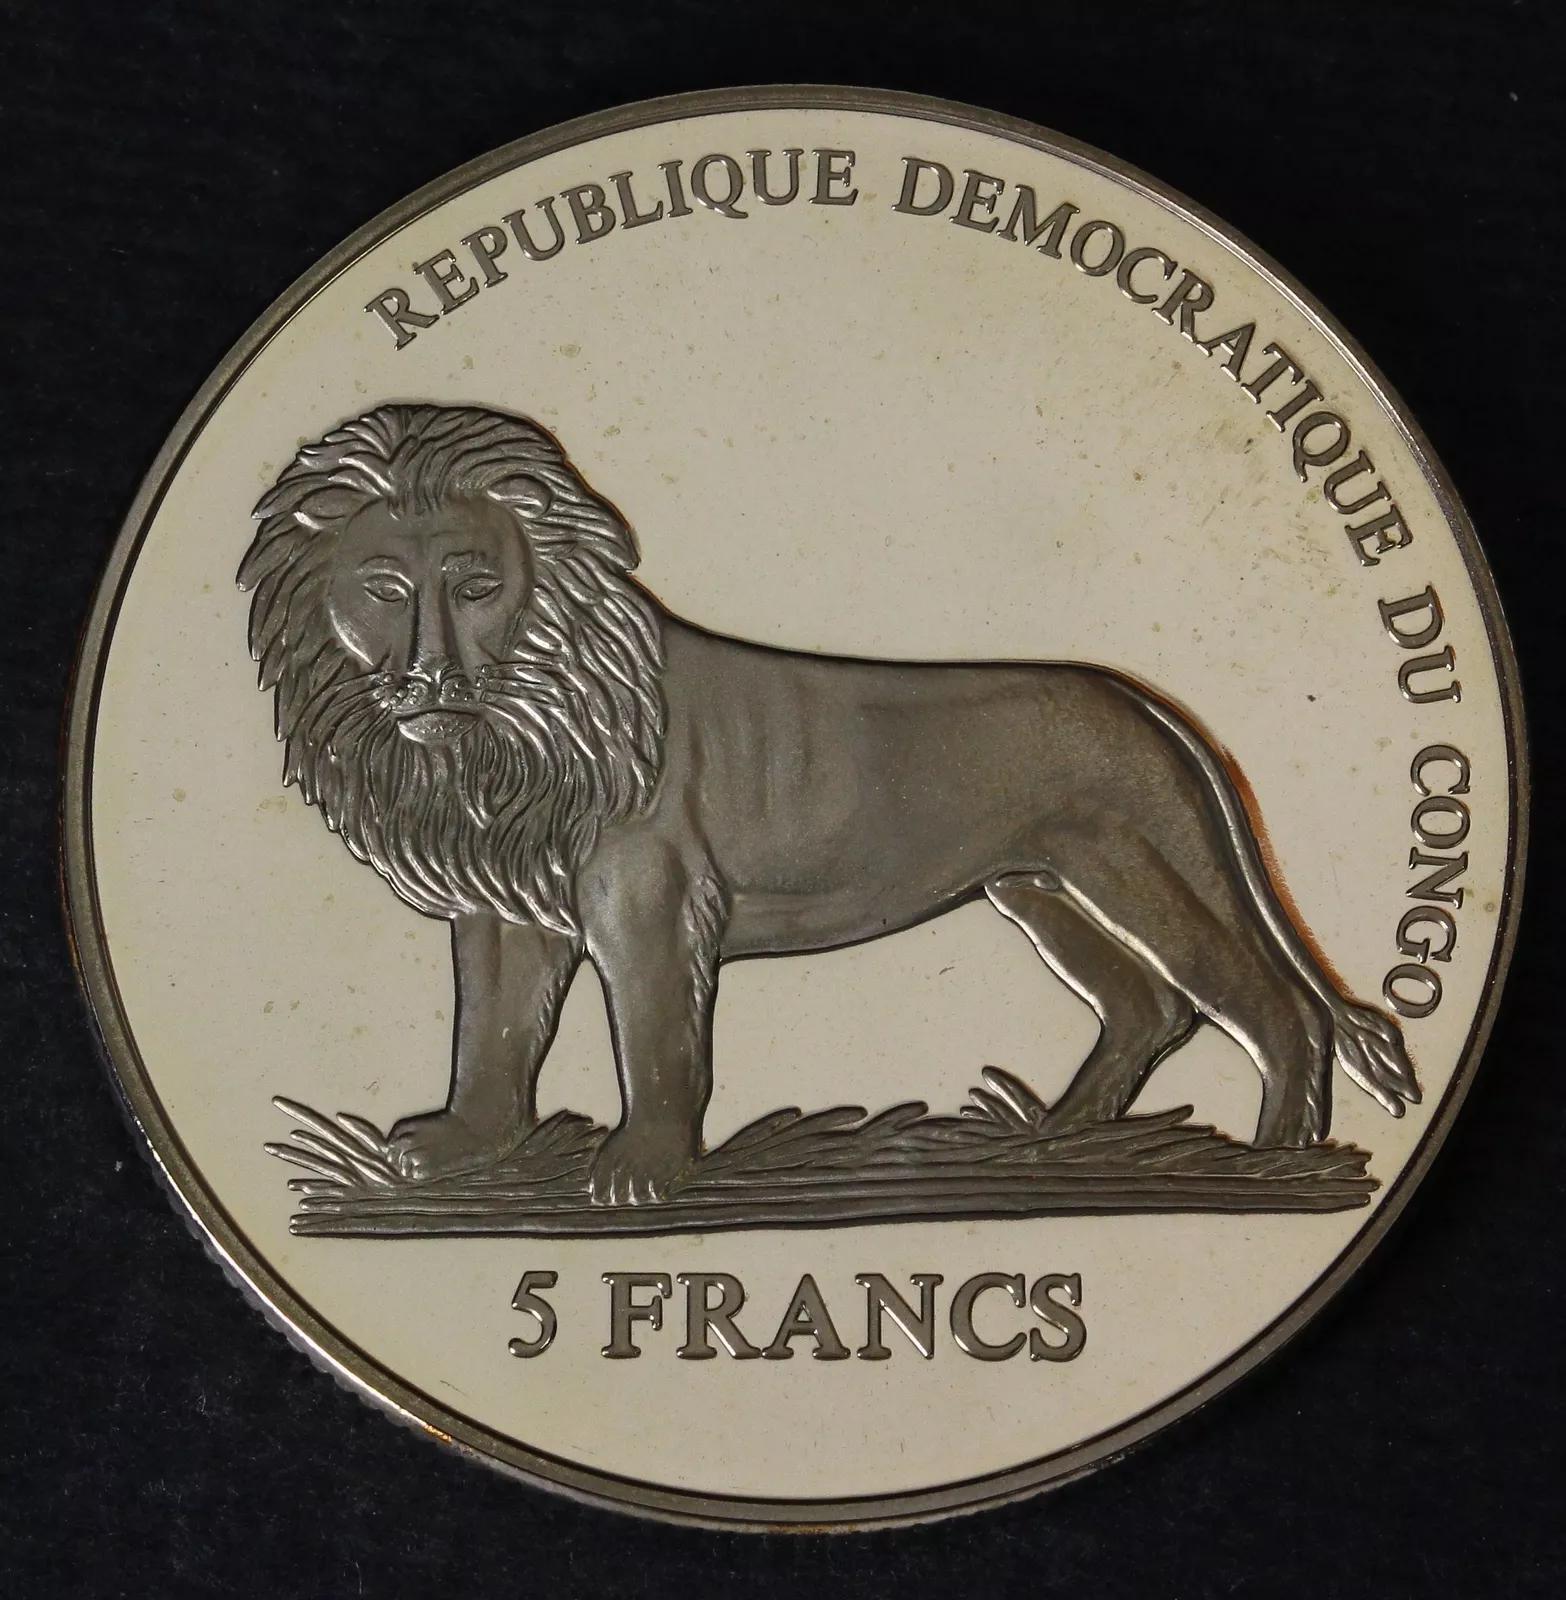 REPUBLIQUE DEMOCRATIQUE DU CONGO
5 FRANCS